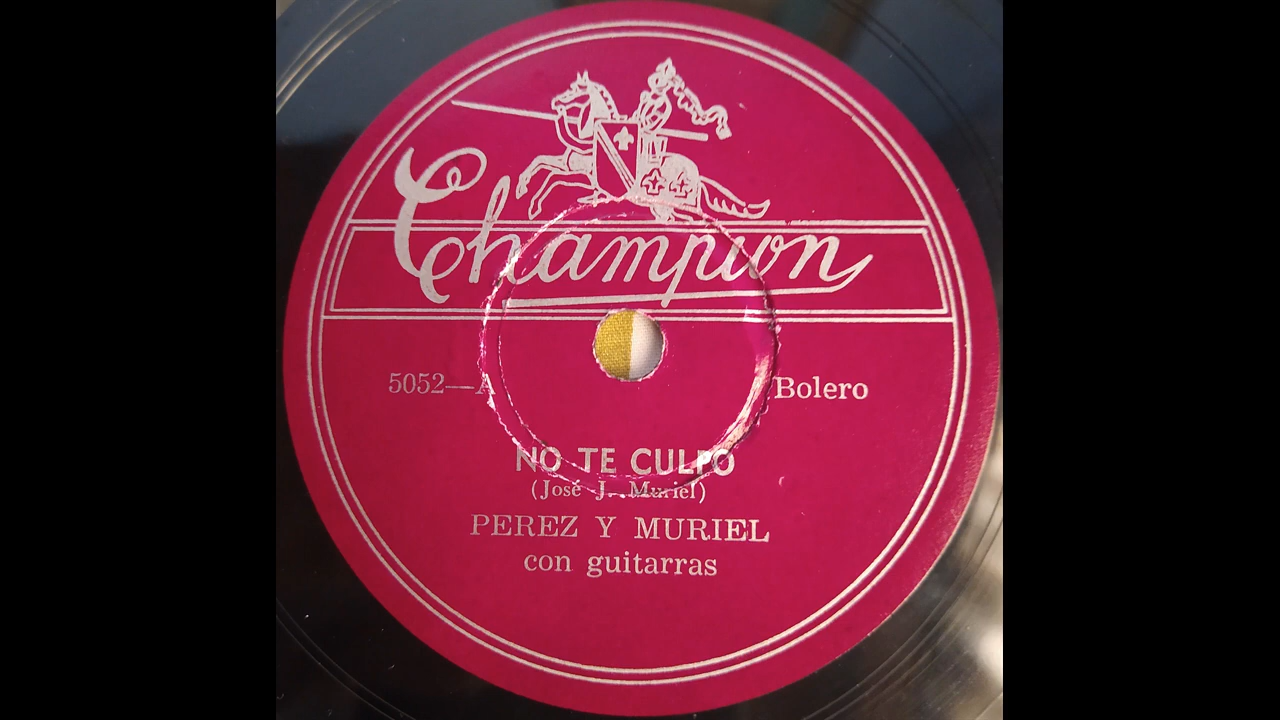 Champion
5052—A
Bolero
NO TE CULPO
(José J. Muriel)
PEREZ Y MURIEL
con guitarras